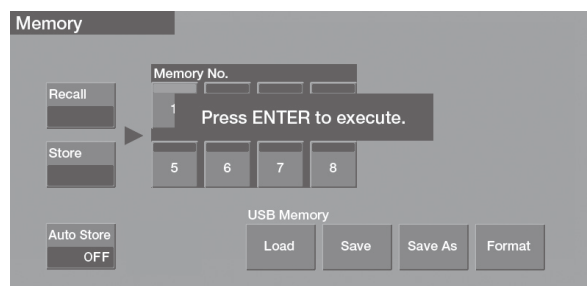 Memory
Memory No.
Recall
1
Press ENTER to execute.
Store
5 6 7 8
USB Memory
Auto Store
OFF
Load Save Save As Format